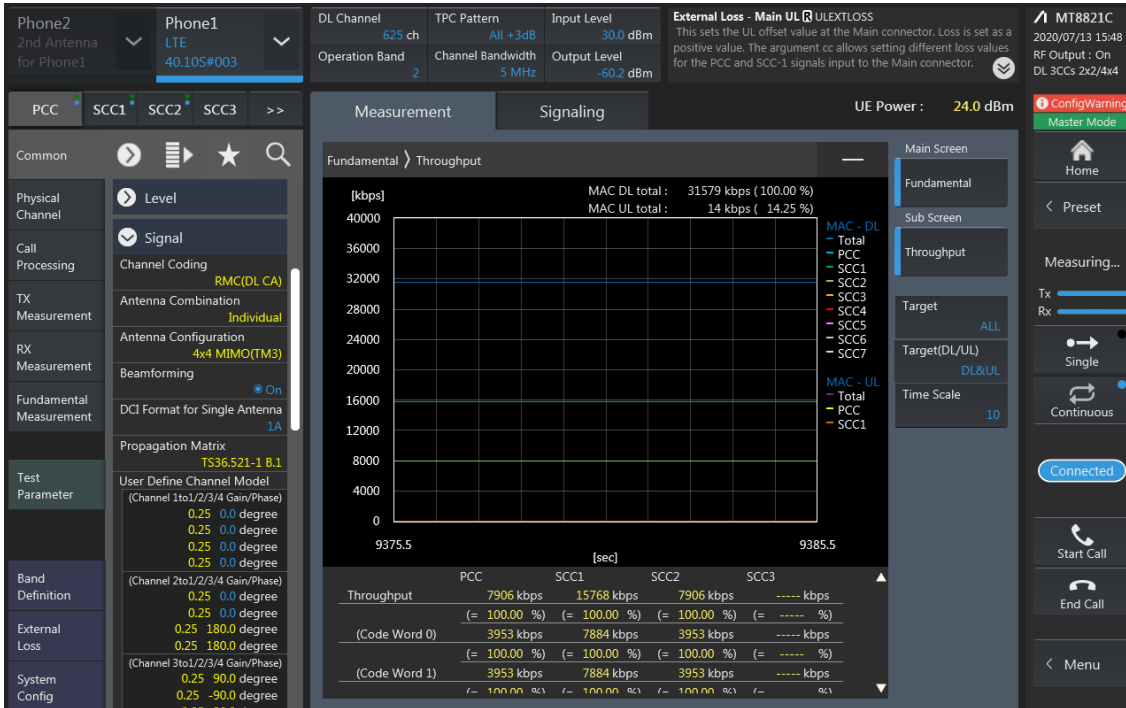 Phone2
2nd Antenna
for Phone1
Phone1
LTE
40.10S#003
DL Channel
625 ch
TPC Pattern
All +3dB
Input Level
30.0 dBm
Operation Band
2
Channel Bandwidth
5 MHz
Output Level
-60.2 dBm
External Loss - Main UL R ULEXTLOSS
This sets the UL offset value at the Main connector. Loss is set as a
positive value. The argument cc allows setting different loss values
for the PCC and SCC-1 signals input to the Main connector.
MT8821C
2020/07/13 15:48
RF Output : On
DL 3CCs 2x2/4x4
ConfigWarning
Master Mode
PCC SCC1 SCC2 SCC3 >>
Measurement
Signaling
UE Power : 24.0 dBm
Common
Physical
Channel
Call
Processing
TX
Measurement
RX
Measurement
Fundamental
Measurement
Test
Parameter
Band
Definition
External
Loss
System
Config
Level
Signal
Channel Coding
RMC(DL CA)
Antenna Combination
Individual
Antenna Configuration
4x4 MIMO(TM3)
Beamforming
On
DCI Format for Single Antenna
1A
Propagation Matrix
TS36.521-1 B.1
User Define Channel Model
(Channel 1to1/2/3/4 Gain/Phase)
0.25 0.0 degree
0.25 0.0 degree
0.25 0.0 degree
0.25 0.0 degree
(Channel 2to1/2/3/4 Gain/Phase)
0.25 0.0 degree
0.25 0.0 degree
0.25 180.0 degree
0.25 180.0 degree
(Channel 3to1/2/3/4 Gain/Phase)
0.25 90.0 degree
0.25 -90.0 degree
Fundamental ⟩ Throughput
[kbps]
MAC DL total : 31579 kbps (100.00 %)
MAC UL total : 14 kbps ( 14.25 %)
40000
36000
32000
28000
24000
20000
16000
12000
8000
4000
0
9375.5
9385.5
[sec]
MAC - DL
Total
PCC
SCC1
SCC2
SCC3
SCC4
SCC5
SCC6
SCC7
MAC - UL
Total
PCC
SCC1
PCC SCC1 SCC2 SCC3
Throughput 7906 kbps 15768 kbps 7906 kbps ----- kbps
(= 100.00 %) (= 100.00 %) (= 100.00 %) (= ----- %)
(Code Word 0) 3953 kbps 7884 kbps 3953 kbps ----- kbps
(= 100.00 %) (= 100.00 %) (= 100.00 %) (= ----- %)
(Code Word 1) 3953 kbps 7884 kbps 3953 kbps ----- kbps
(= 100.00 %) (= 100.00 %) (= 100.00 %) (= %)
Main Screen
Fundamental
Sub Screen
Throughput
Target
ALL
Target(DL/UL)
DL&UL
Time Scale
10
Home
< Preset
Measuring...
Tx
Rx
Single
Continuous
Connected
Start Call
End Call
< Menu